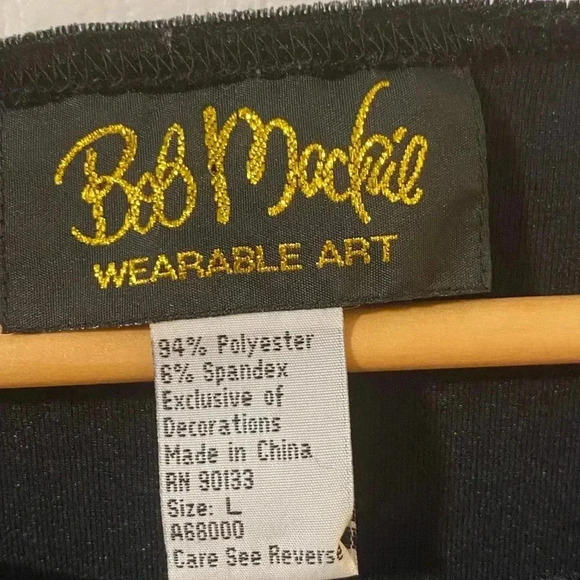 Bob Mackie
WEARABLE ART
94% Polyester
6% Spandex
Exclusive of
Decorations
Made in China
RN 90133
Size: L
A68000
Care See Reverse